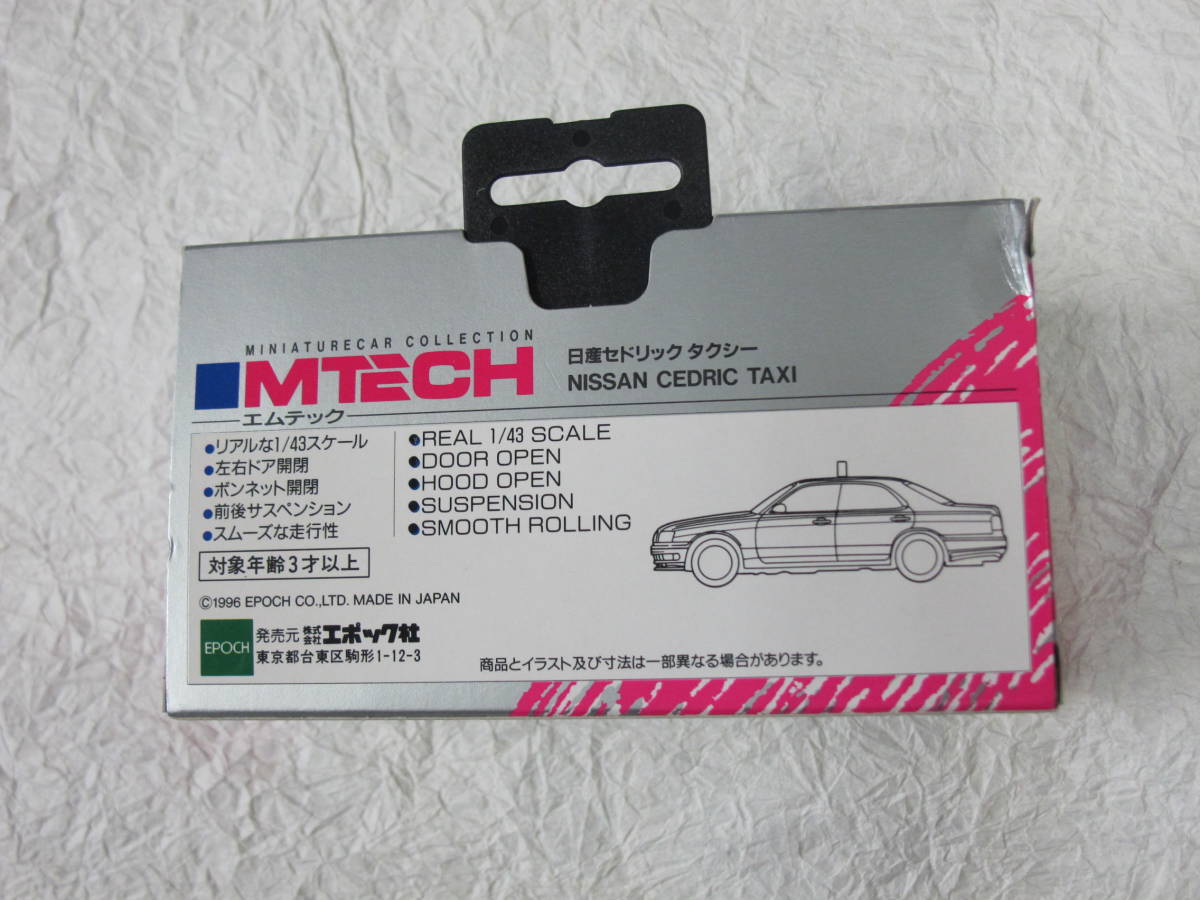 MINIATURECAR COLLECTION
MTECH
エムテック
日産セドリック タクシー
NISSAN CEDRIC TAXI
●リアルな1/43スケール
●左右ドア開閉
●ボンネット開閉
●前後サスペンション
●スムーズな走行性
対象年齢3才以上
●REAL 1/43 SCALE
●DOOR OPEN
●HOOD OPEN
●SUSPENSION
●SMOOTH ROLLING
©1996 EPOCH CO.,LTD. MADE IN JAPAN
EPOCH
発売元 株式会社エポック社
東京都台東区駒形1-12-3
商品とイラスト及び寸法は一部異なる場合があります。